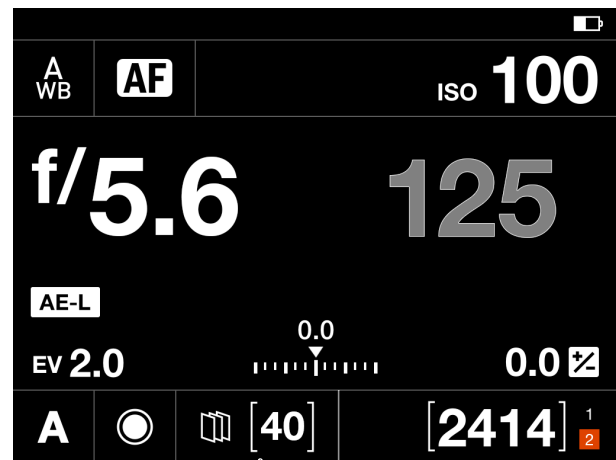 A
WB AF ISO 100
f/5.6 125
AE-L
0.0
EV 2.0 0.0
A [40] [2414] 1
2